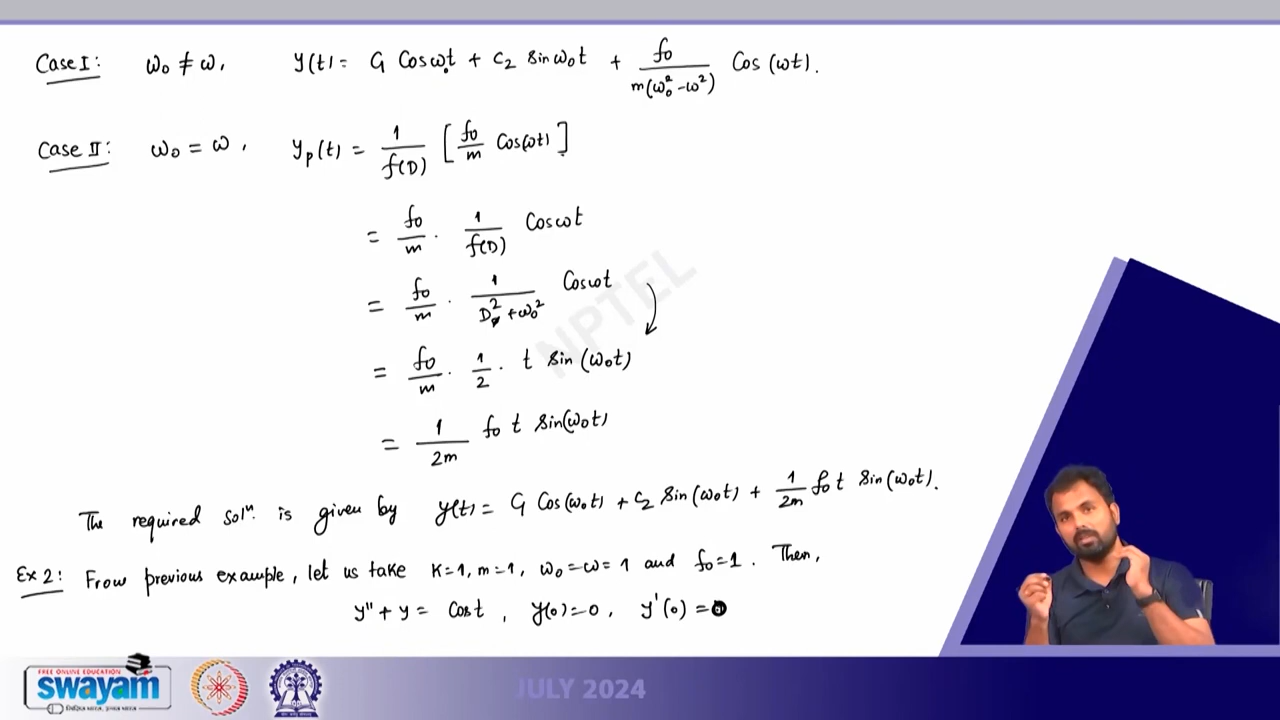 Case I: ω₀ ≠ ω, y(t) = C₁ Cosω₀t + C₂ Sinω₀t + f₀/m(ω₀² - ω²) Cos(ωt).
Case II: ω₀ = ω, yₚ(t) = 1/f(D) [f₀/m Cos(ωt)]
= f₀/m · 1/f(D) Cosωt
= f₀/m · 1/D² + ω₀² Cosωt
= f₀/m · 1/2 · t Sin(ω₀t)
= 1/2m f₀ t Sin(ω₀t)
The required solⁿ. is given by y(t) = C₁ Cos(ω₀t) + C₂ Sin(ω₀t) + 1/2m f₀ t Sin(ω₀t).
Ex 2: From previous example, let us take K=1, m=1, ω₀=ω=1 and f₀=1. Then,
y" + y = Cost, y(0)=0, y'(0)=0
NPTEL
FREE ONLINE EDUCATION
swayam
JULY 2024